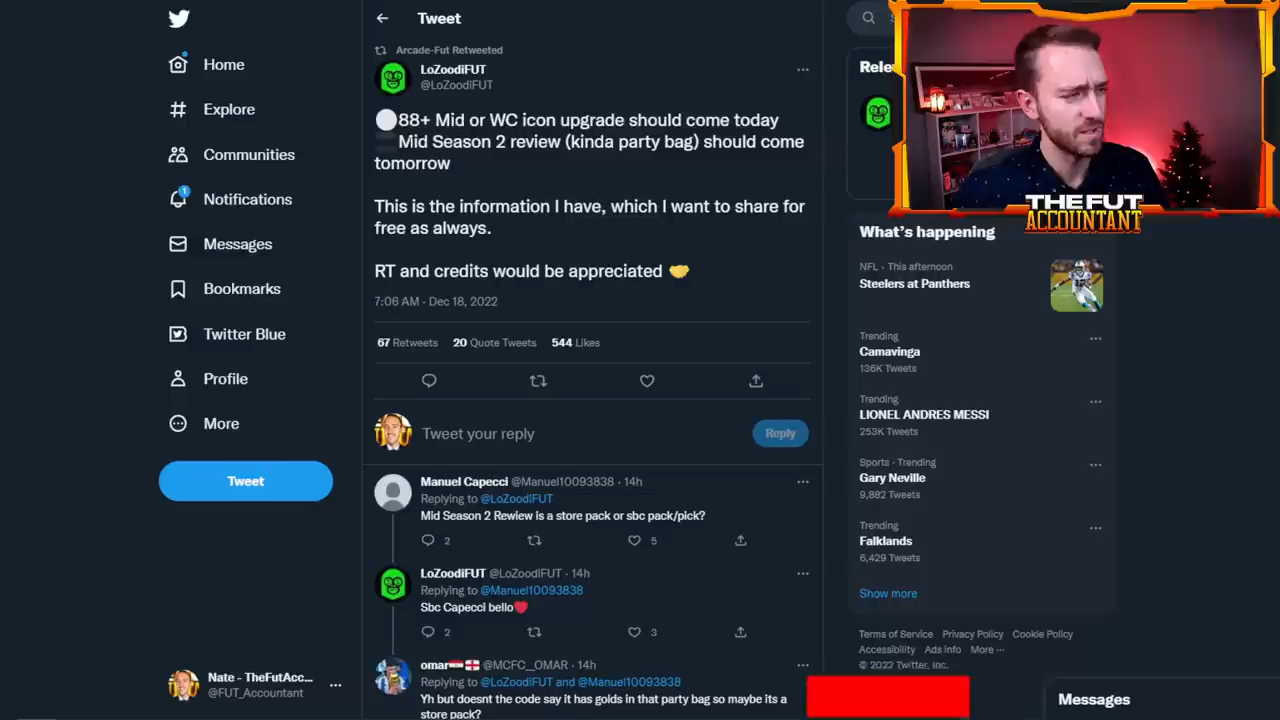 Tweet
Home
Explore
Communities
1
Notifications
Messages
Bookmarks
Twitter Blue
Profile
More
Tweet
Nate - TheFutAcc...
@FUT_Accountant
Arcade-Fut Retweeted
LoZoodiFUT
@LoZoodIFUT
88+ Mid or WC icon upgrade should come today
Mid Season 2 review (kinda party bag) should come
tomorrow
This is the information I have, which I want to share for
free as always.
RT and credits would be appreciated 🤝
7:06 AM · Dec 18, 2022
67 Retweets 20 Quote Tweets 544 Likes
Tweet your reply
Reply
Manuel Capecci @Manuel10093838 · 14h
Replying to @LoZoodIFUT
Mid Season 2 Rewiew is a store pack or sbc pack/pick?
2 5
LoZoodiFUT @LoZoodIFUT · 14h
Replying to @Manuel10093838
Sbc Capecci bello❤️
2 3
omar @MCFC_OMAR · 14h
Replying to @LoZoodIFUT and @Manuel10093838
Yh but doesnt the code say it has golds in that party bag so maybe its a
store pack?
THE FUT
ACCOUNTANT
What's happening
NFL · This afternoon
Steelers at Panthers
Trending
Camavinga
136K Tweets
Trending
LIONEL ANDRES MESSI
253K Tweets
Sports · Trending
Gary Neville
9,882 Tweets
Trending
Falklands
6,429 Tweets
Show more
Terms of Service Privacy Policy Cookie Policy
Accessibility Ads info More ···
© 2022 Twitter, Inc.
Messages